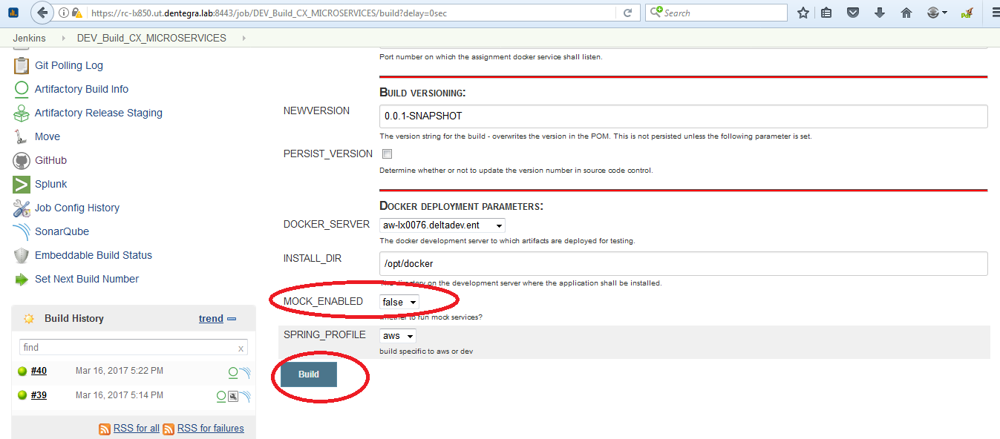 https://rc-lx850.ut.dentegra.lab:8443/job/DEV_Build_CX_MICROSERVICES/build?delay=0sec
Search
Jenkins
DEV_Build_CX_MICROSERVICES
Git Polling Log
Artifactory Build Info
Artifactory Release Staging
Move
GitHub
Splunk
Job Config History
SonarQube
Embeddable Build Status
Set Next Build Number
Build History
trend
find
x
#40 Mar 16, 2017 5:22 PM
#39 Mar 16, 2017 5:14 PM
RSS for all RSS for failures
Port number on which the assignment docker service shall listen.
BUILD VERSIONING:
NEWVERSION 0.0.1-SNAPSHOT
The version string for the build - overwrites the version in the POM. This is not persisted unless the following parameter is set.
PERSIST_VERSION
Determine whether or not to update the version number in source code control.
DOCKER DEPLOYMENT PARAMETERS:
DOCKER_SERVER aw-lx0076.deltadev.ent
The docker development server to which artifacts are deployed for testing.
INSTALL_DIR /opt/docker
The directory on the development server where the application shall be installed.
MOCK_ENABLED false
whether to run mock services?
SPRING_PROFILE aws
build specific to aws or dev
Build